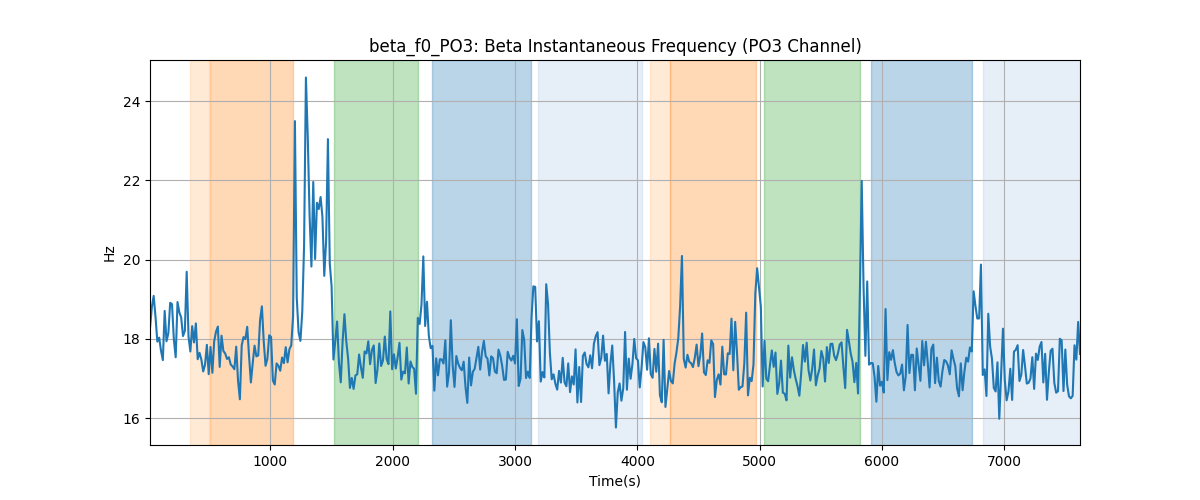 beta_f0_PO3: Beta Instantaneous Frequency (PO3 Channel)
24
22
20
18
16
Hz
1000 2000 3000 4000 5000 6000 7000
Time(s)